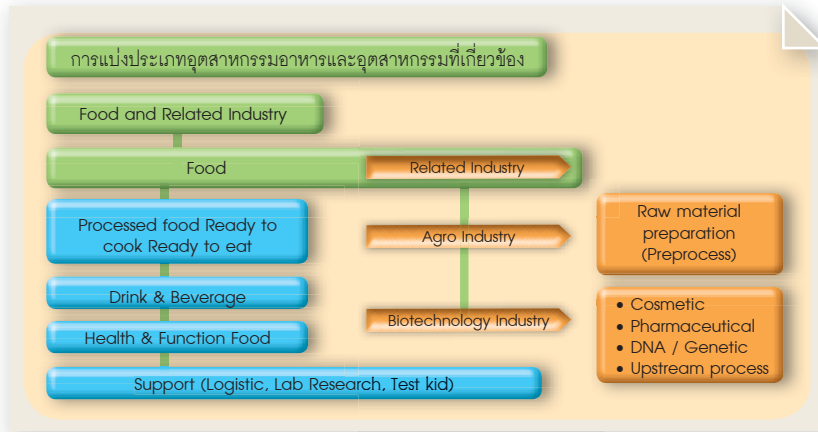 การแบ่งประเภทอุตสาหกรรมอาหารและอุตสาหกรรมที่เกี่ยวข้อง
Food and Related Industry
Food
Related Industry
Processed food Ready to
cook Ready to eat
Drink & Beverage
Health & Function Food
Support (Logistic, Lab Research, Test kid)
Agro Industry
Biotechnology Industry
Raw material
preparation
(Preprocess)
• Cosmetic
• Pharmaceutical
• DNA / Genetic
• Upstream process